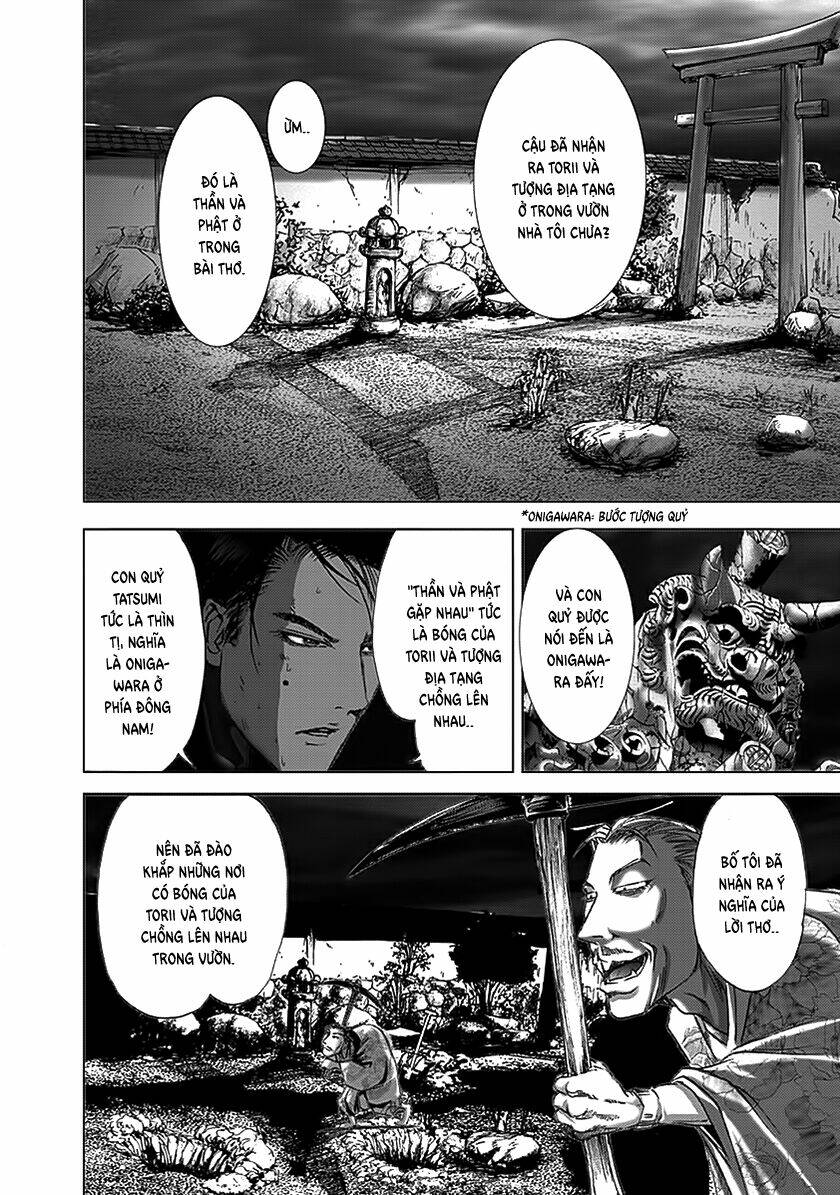 CẬU ĐÃ NHẬN
RA TORII VÀ
TƯỢNG ĐỊA TẠNG
Ở TRONG VƯỜN
NHÀ TÔI CHƯA?
ỪM..
ĐÓ LÀ
THẦN VÀ
PHẬT Ở
TRONG
BÀI THƠ.
*ONIGAWARA: BƯỚC TƯỢNG QUỶ
VÀ CON
QUỶ ĐƯỢC
NÓI ĐẾN LÀ
ONIGAWA-
RA ĐẤY!
"THẦN VÀ PHẬT
GẶP NHAU" TỨC
LÀ BÓNG CỦA
TORII VÀ TƯỢNG
ĐỊA TẠNG
CHỒNG LÊN
NHAU..
CON QUỶ
TATSUMI
TỨC LÀ THÌN
TỊ, NGHĨA
LÀ ONIGA-
WARA Ở
PHÍA ĐÔNG
NAM!
BỐ TÔI ĐÃ
NHẬN RA Ý
NGHĨA CỦA
LỜI THƠ..
NÊN ĐÃ ĐÀO
KHẮP NHỮNG NƠI
CÓ BÓNG CỦA
TORII VÀ TƯỢNG
CHỒNG LÊN NHAU
TRONG VƯỜN.